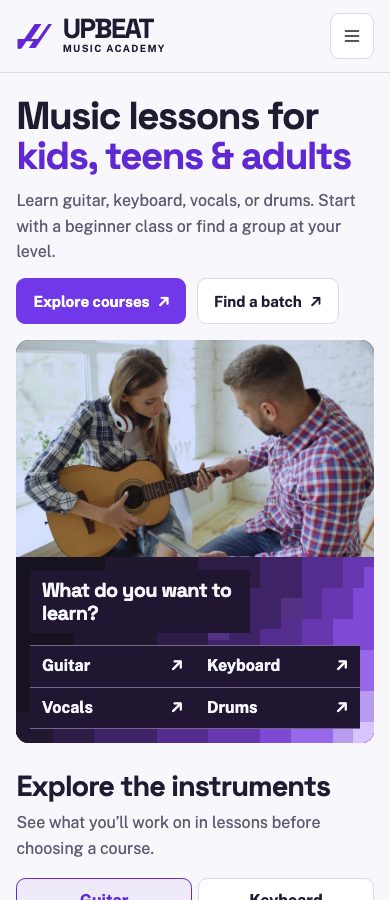 UPBEAT
MUSIC ACADEMY
Music lessons for
kids, teens & adults
Learn guitar, keyboard, vocals, or drums. Start
with a beginner class or find a group at your
level.
Explore courses
Find a batch
What do you want to
learn?
Guitar
Keyboard
Vocals
Drums
Explore the instruments
See what you’ll work on in lessons before
choosing a course.
Guitar
Keyboard